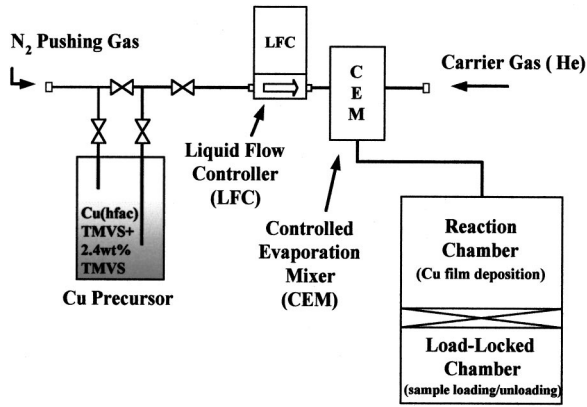 N2 Pushing Gas
LFC
C
E
M
Carrier Gas ( He)
Liquid Flow
Controller
(LFC)
Cu(hfac)
TMVS+
2.4wt%
TMVS
Cu Precursor
Controlled
Evaporation
Mixer
(CEM)
Reaction
Chamber
(Cu film deposition)
Load-Locked
Chamber
(sample loading/unloading)